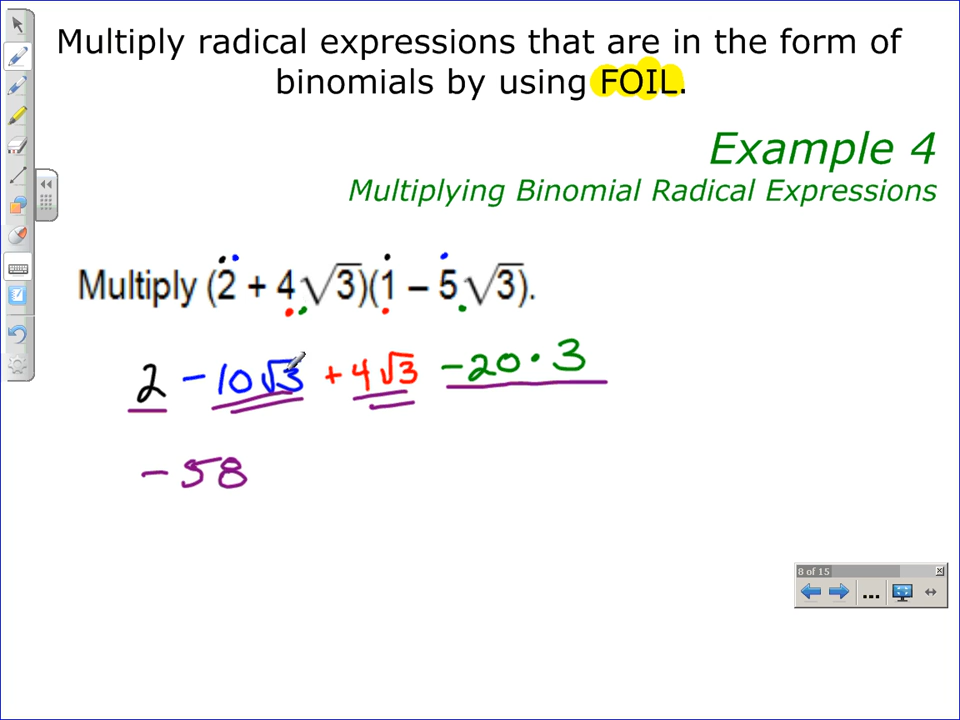 Multiply radical expressions that are in the form of
binomials by using FOIL.
Example 4
Multiplying Binomial Radical Expressions
Multiply (2 + 4√3)(1 – 5√3).
2 - 10√3 + 4√3 - 20 • 3
- 58
8 of 15
...